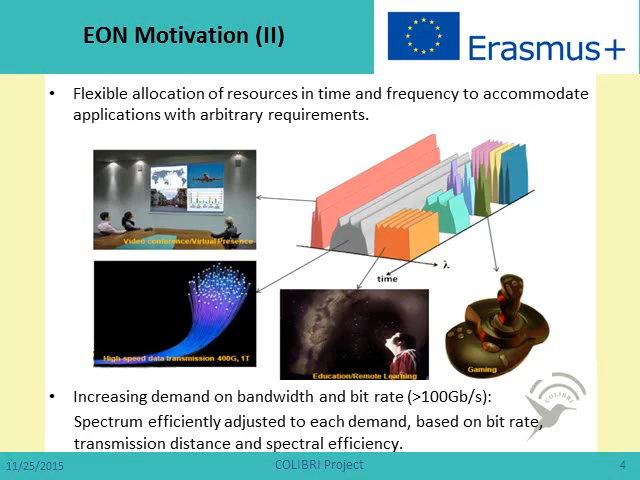 EON Motivation (II)
Erasmus+
• Flexible allocation of resources in time and frequency to accommodate
applications with arbitrary requirements.
Video conference/Virtual Presence
λ
time
High-speed data transmission 400G, 1T
Education/Remote Learning
Gaming
• Increasing demand on bandwidth and bit rate (>100Gb/s):
Spectrum efficiently adjusted to each demand, based on bit rate,
transmission distance and spectral efficiency.
COLIBRI
11/25/2015
COLIBRI Project
4